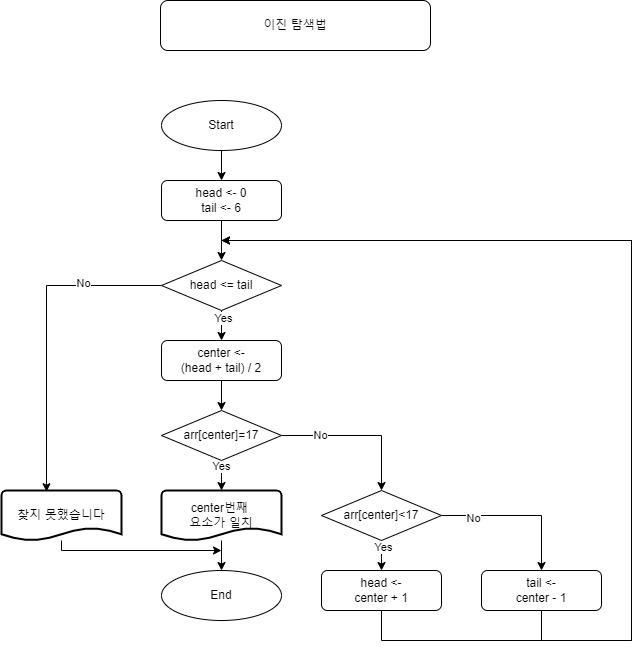 이진 탐색법
Start
head <- 0
tail <- 6
head <= tail
No
Yes
center <-
(head + tail) / 2
arr[center]=17
No
Yes
찾지 못했습니다
center번째
요소가 일치
arr[center]<17
No
Yes
End
head <-
center + 1
tail <-
center - 1